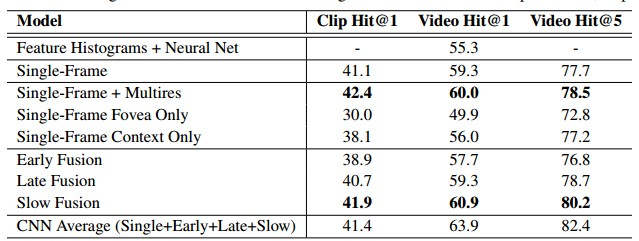 Model Clip Hit@1 Video Hit@1 Video Hit@5
Feature Histograms + Neural Net - 55.3 -
Single-Frame 41.1 59.3 77.7
Single-Frame + Multires 42.4 60.0 78.5
Single-Frame Fovea Only 30.0 49.9 72.8
Single-Frame Context Only 38.1 56.0 77.2
Early Fusion 38.9 57.7 76.8
Late Fusion 40.7 59.3 78.7
Slow Fusion 41.9 60.9 80.2
CNN Average (Single+Early+Late+Slow) 41.4 63.9 82.4